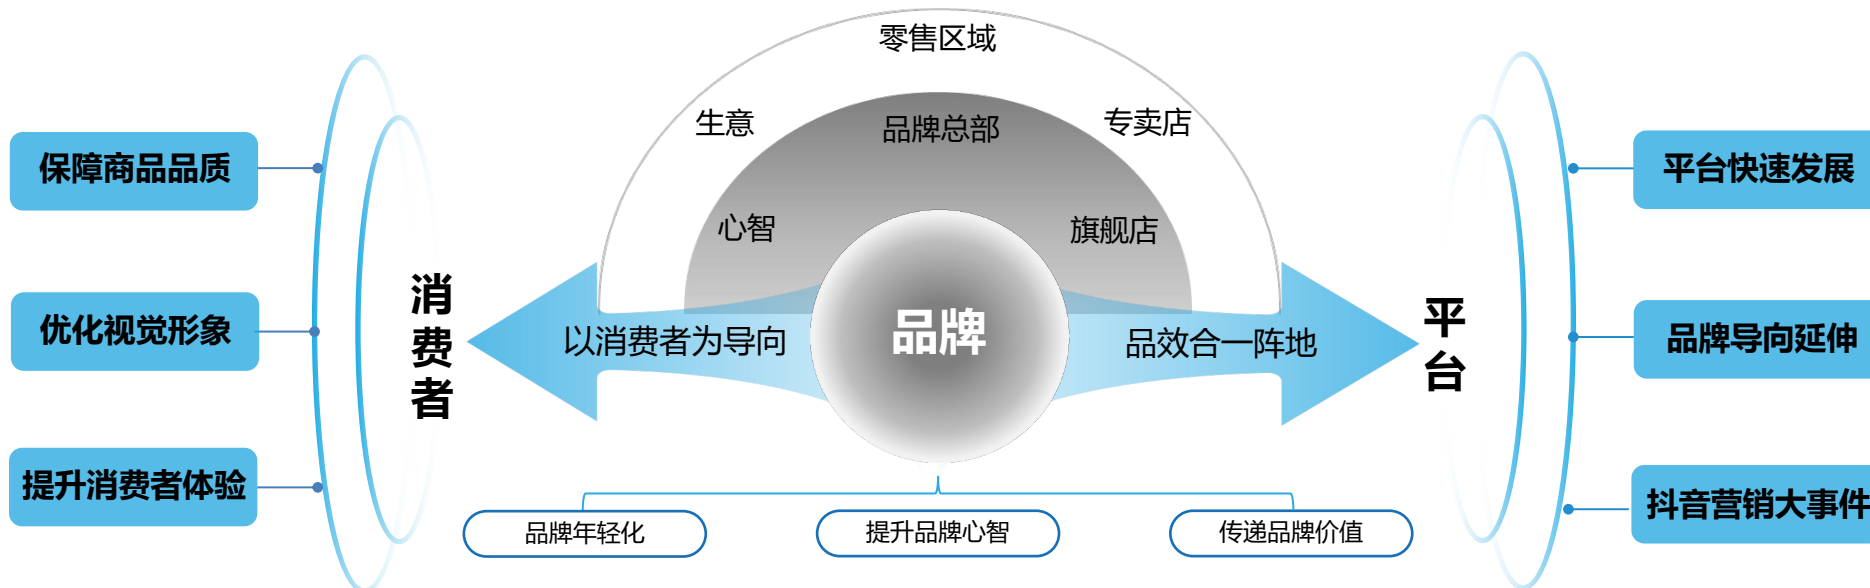 零售区域
生意
品牌总部
专卖店
心智
旗舰店
保障商品品质
优化视觉形象
提升消费者体验
消费者
以消费者为导向
品牌
品效合一阵地
平台
平台快速发展
品牌导向延伸
抖音营销大事件
品牌年轻化
提升品牌心智
传递品牌价值